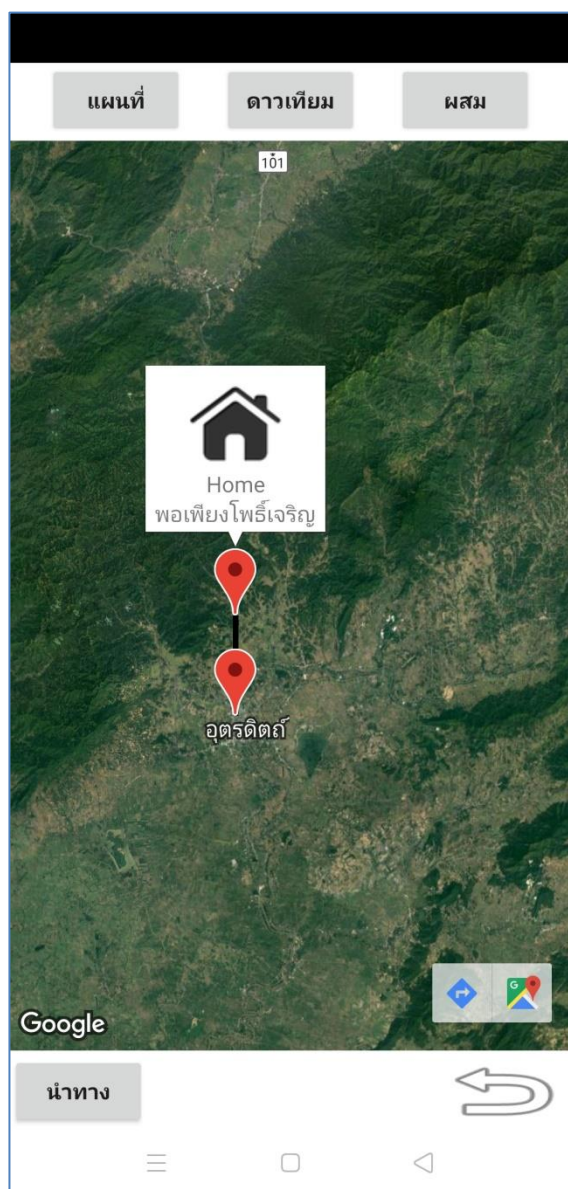 แผนที่
ดาวเทียม
ผสม
101
Home
พอเพียงโพธิ์เจริญ
อุตรดิตถ์
G
Google
นำทาง